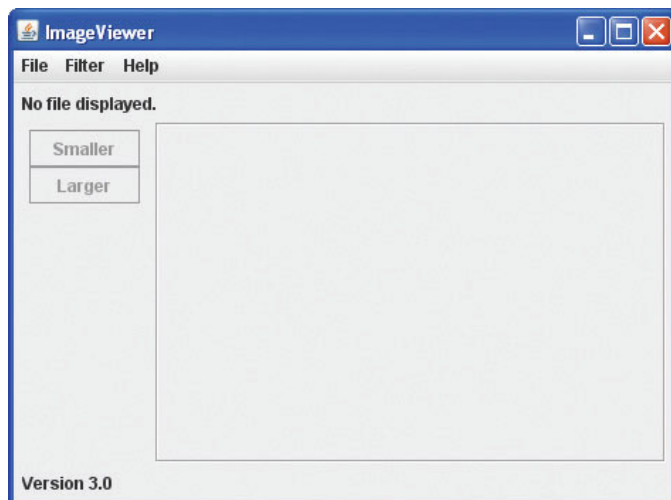 ImageViewer
File Filter Help
No file displayed.
Smaller
Larger
Version 3.0